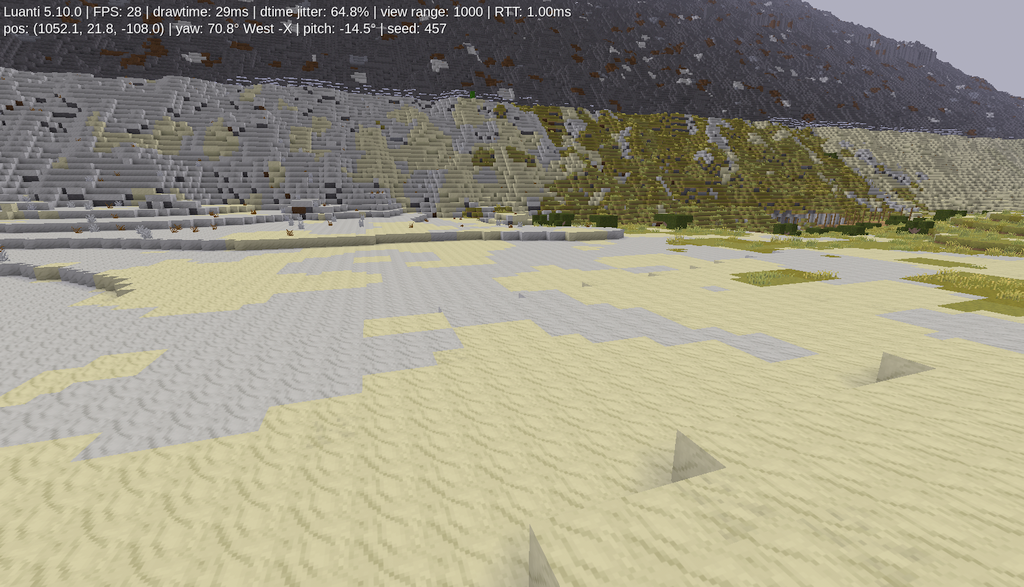 Luanti 5.10.0 | FPS: 28 | drawtime: 29ms | dtime jitter: 64.8% | view range: 1000 | RTT: 1.00ms
pos: (1052.1, 21.8, -108.0) | yaw: 70.8° West -X | pitch: -14.5° | seed: 457